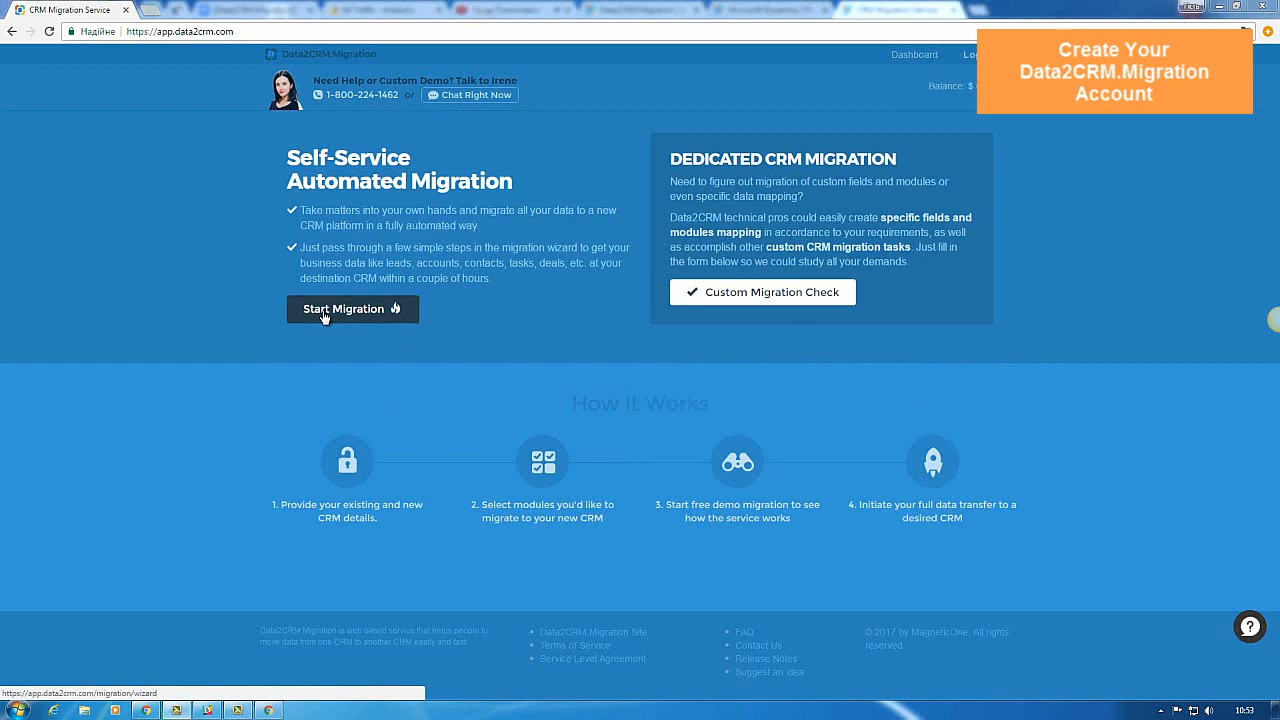 CRM Migration Service
Надійне
https://app.data2crm.com
Create Your
Data2CRM.Migration
Account
Data2CRM.Migration
Dashboard
Need Help or Custom Demo? Talk to Irene
1-800-224-1462 or Chat Right Now
Balance: $
Self-Service
Automated Migration
Take matters into your own hands and migrate all your data to a new
CRM platform in a fully automated way.
Just pass through a few simple steps in the migration wizard to get your
business data like leads, accounts, contacts, tasks, deals, etc. at your
destination CRM within a couple of hours.
Start Migration
DEDICATED CRM MIGRATION
Need to figure out migration of custom fields and modules or
even specific data mapping?
Data2CRM technical pros could easily create specific fields and
modules mapping in accordance to your requirements, as well
as accomplish other custom CRM migration tasks. Just fill in
the form below so we could study all your demands.
Custom Migration Check
How It Works
1. Provide your existing and new
CRM details.
2. Select modules you'd like to
migrate to your new CRM
3. Start free demo migration to see
how the service works
4. Initiate your full data transfer to a
desired CRM
Data2CRM.Migration is web based service that helps people to
move data from one CRM to another CRM easily and fast
Data2CRM.Migration Site
Terms of Service
Service Level Agreement
FAQ
Contact Us
Release Notes
Suggest an idea
© 2017 by MagneticOne. All rights
reserved.
https://app.data2crm.com/migration/wizard
10:53